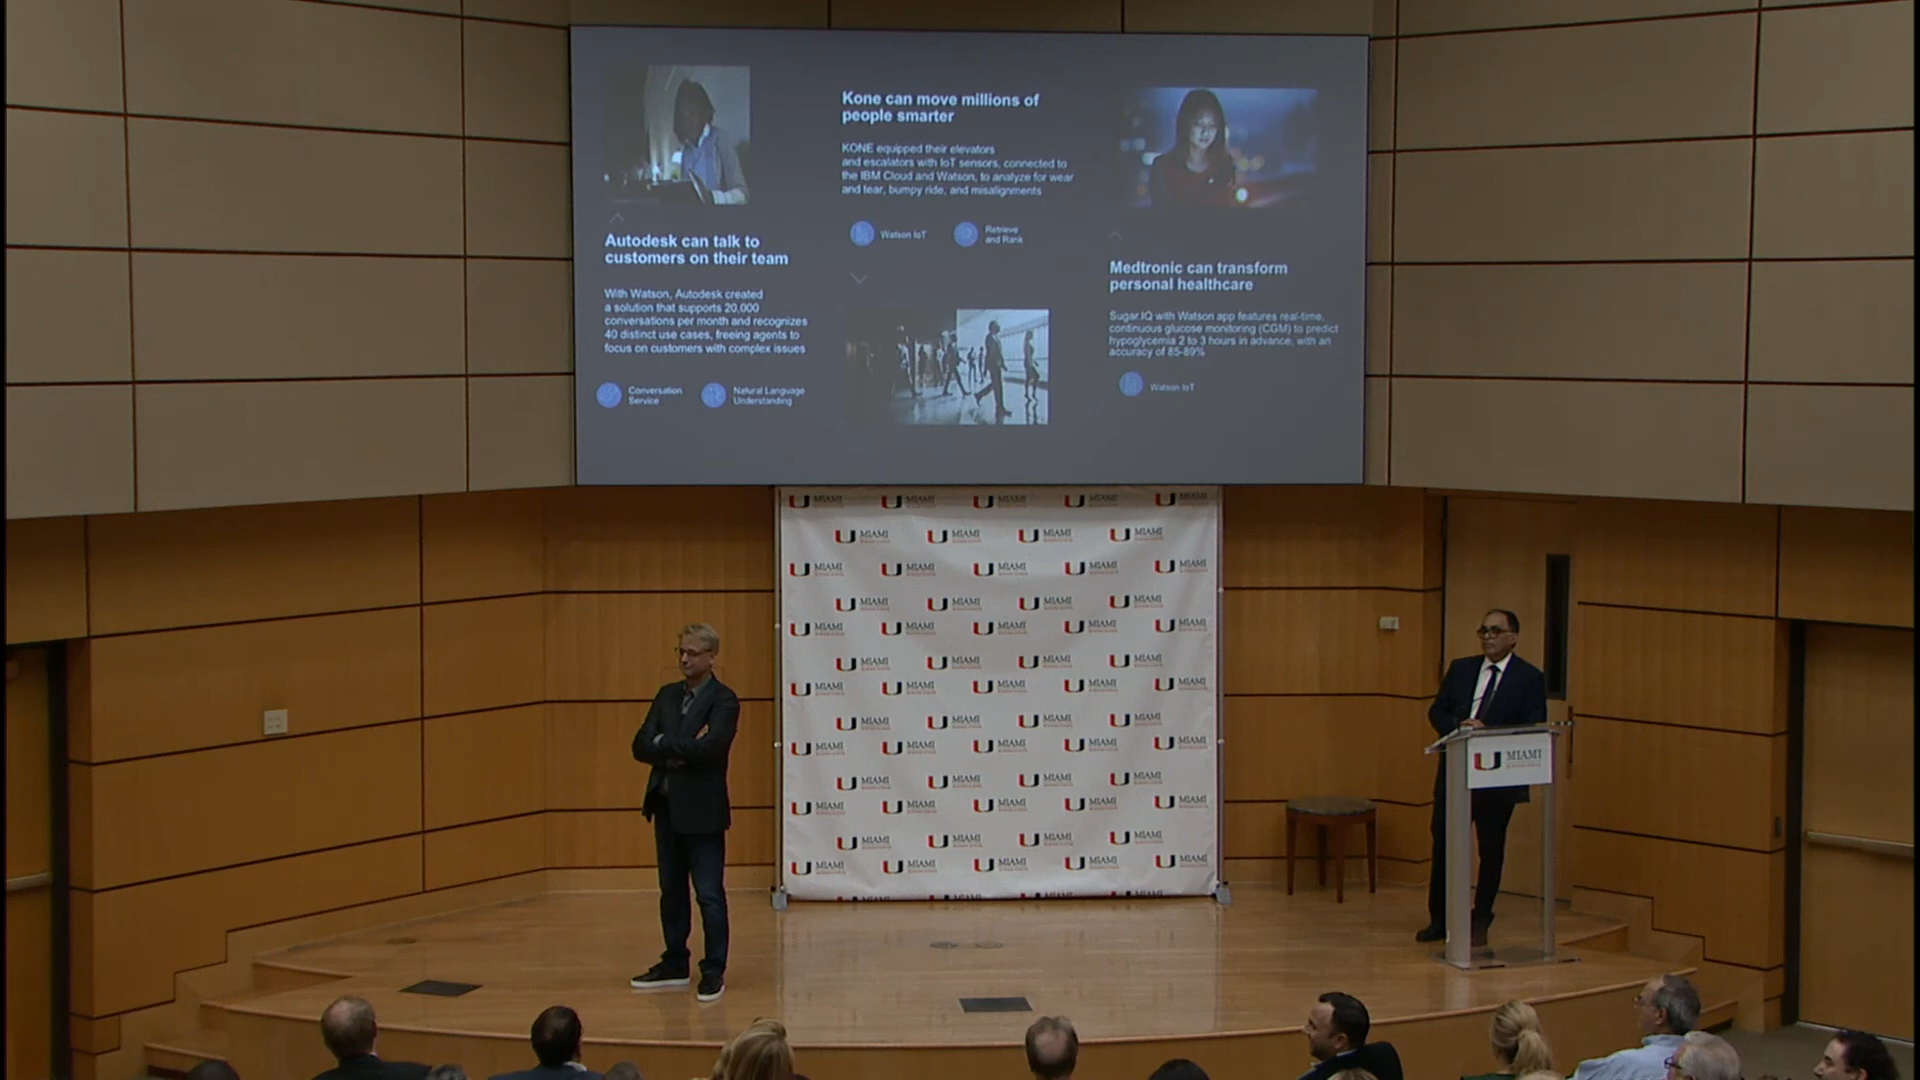 Autodesk can talk to
customers on their team
With Watson, Autodesk created
a solution that supports 20,000
conversations per month and recognizes
40 distinct use cases, freeing agents to
focus on customers with complex issues
Conversation
Service
Natural Language
Understanding
Kone can move millions of
people smarter
KONE equipped their elevators
and escalators with IoT sensors, connected to
the IBM Cloud and Watson, to analyze for wear
and tear, bumpy ride, and misalignments
Watson IoT
Retrieve
and Rank
Medtronic can transform
personal healthcare
Sugar.IQ with Watson app features real-time,
continuous glucose monitoring (CGM) to predict
hypoglycemia 2 to 3 hours in advance, with an
accuracy of 85-89%
Watson IoT
U MIAMI
U MIAMI